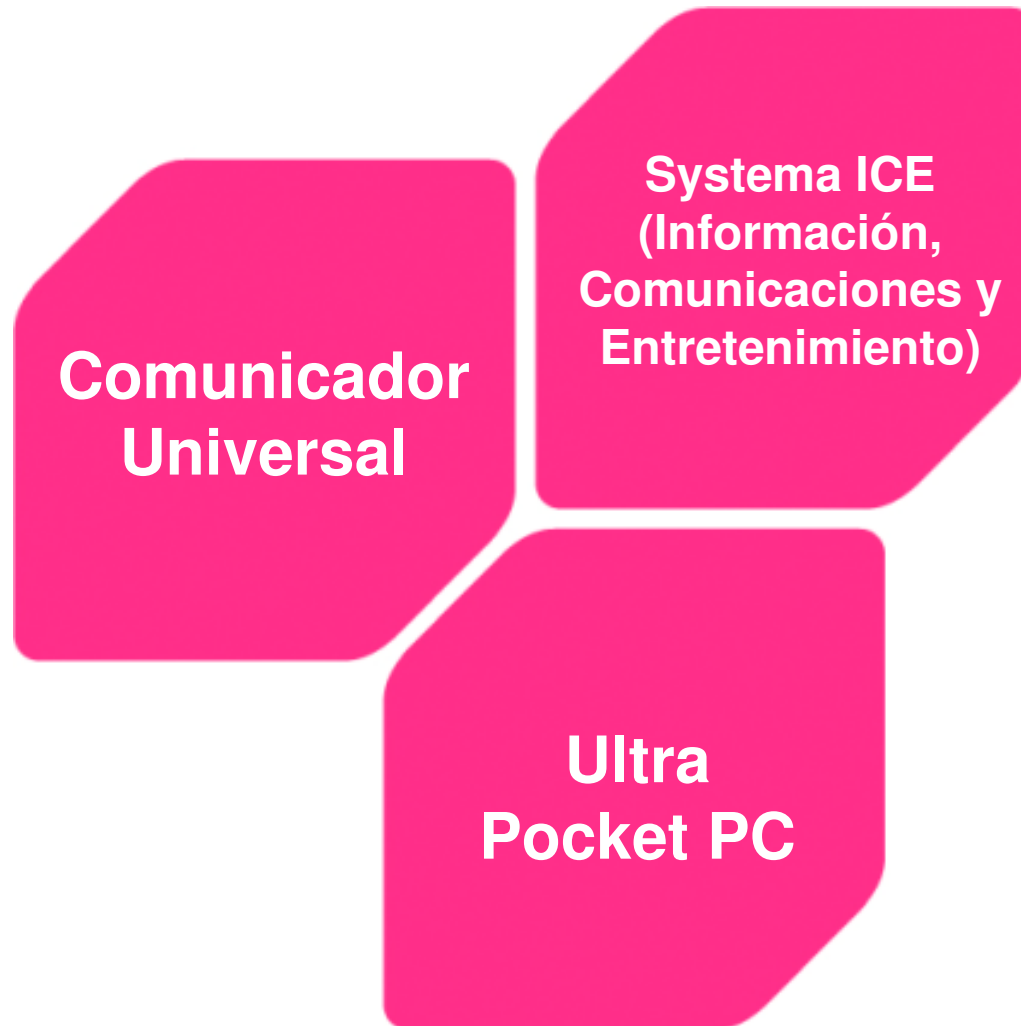 Systema ICE
(Información,
Comunicaciones y
Entretenimiento)
Comunicador
Universal
Ultra
Pocket PC